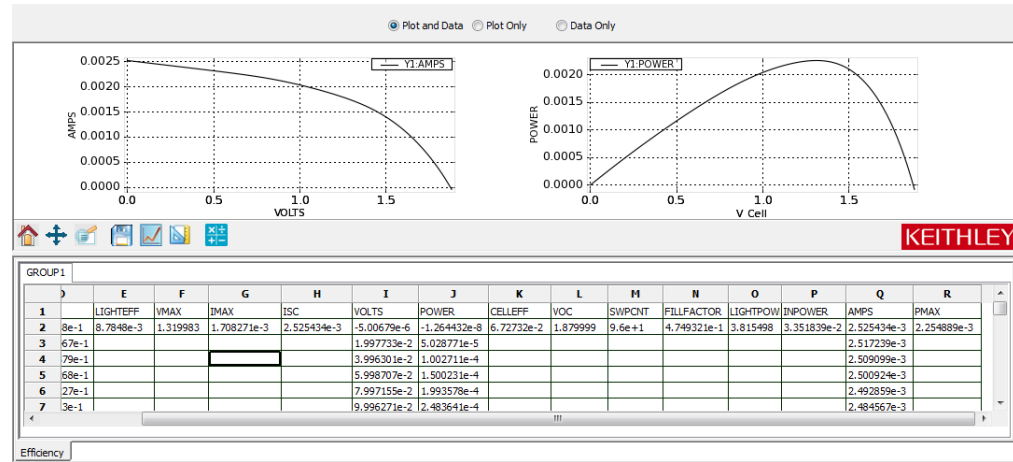 Plot and Data Plot Only Data Only
0.0025
0.0020
0.0015
0.0010
0.0005
0.0000
AMPS
Y1:AMPS
0.0 0.5 1.0 1.5
VOLTS
0.0020
0.0015
0.0010
0.0005
0.0000
POWER
Y1:POWER
0.0 0.5 1.0 1.5
V Cell
KEITHLEY
GROUP1
E F G H I J K L M N O P Q R
1 LIGHTEFF VMAX IMAX ISC VOLTS POWER CELLEFF VOC SWPCNT FILLFACTOR LIGHTPOW INPOWER AMPS PMAX
2 8e-1 8.7848e-3 1.319983 1.708271e-3 2.525434e-3 -5.00679e-6 -1.264432e-8 6.72732e-2 1.879999 9.6e+1 4.749321e-1 3.815498 3.351839e-2 2.525434e-3 2.254889e-3
3 67e-1 1.997733e-2 5.028771e-5 2.517239e-3
4 79e-1 3.996301e-2 1.002711e-4 2.509099e-3
5 68e-1 5.998707e-2 1.500231e-4 2.500924e-3
6 27e-1 7.997155e-2 1.993578e-4 2.492859e-3
7 3e-1 9.996271e-2 2.483641e-4 2.484567e-3
Efficiency